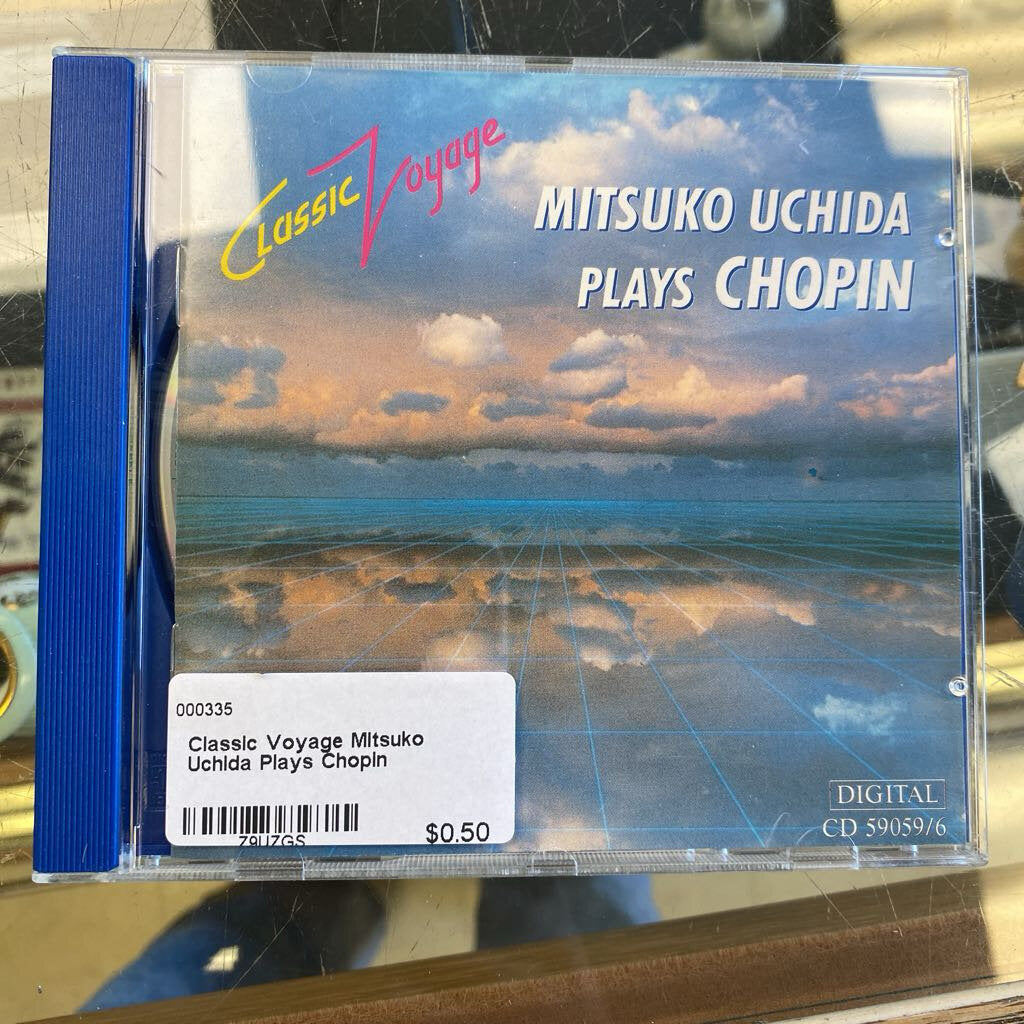 Classic Voyage
MITSUKO UCHIDA
PLAYS CHOPIN
000335
Classic Voyage Mitsuko
Uchida Plays Chopin
Z9UZGS
$0.50
DIGITAL
CD 59059/6